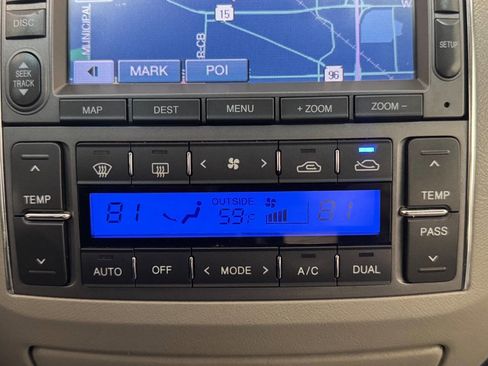 MUNICIPAL
15
R-CB
W
DISC
SEEK
TRACK
MARK POI
96
SETUP
MAP DEST MENU + ZOOM ZOOM −
TEMP
81 OUTSIDE 59°F 81
TEMP
PASS
AUTO OFF < MODE > A/C DUAL